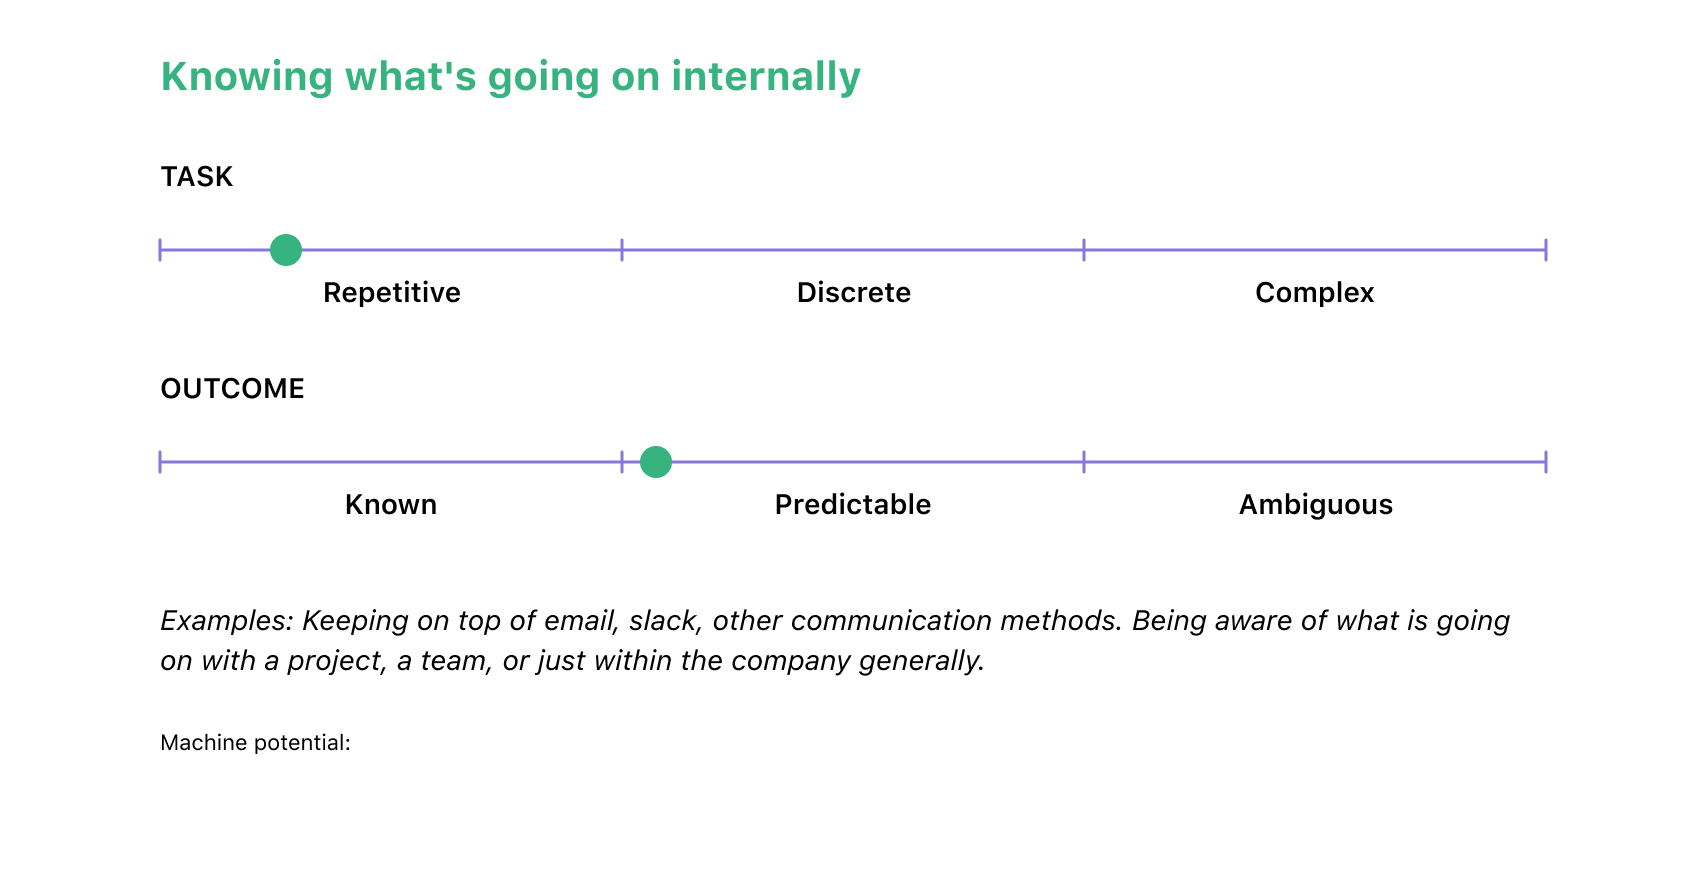 Knowing what's going on internally
TASK
Repetitive
Discrete
Complex
OUTCOME
Known
Predictable
Ambiguous
Examples: Keeping on top of email, slack, other communication methods. Being aware of what is going
on with a project, a team, or just within the company generally.
Machine potential: